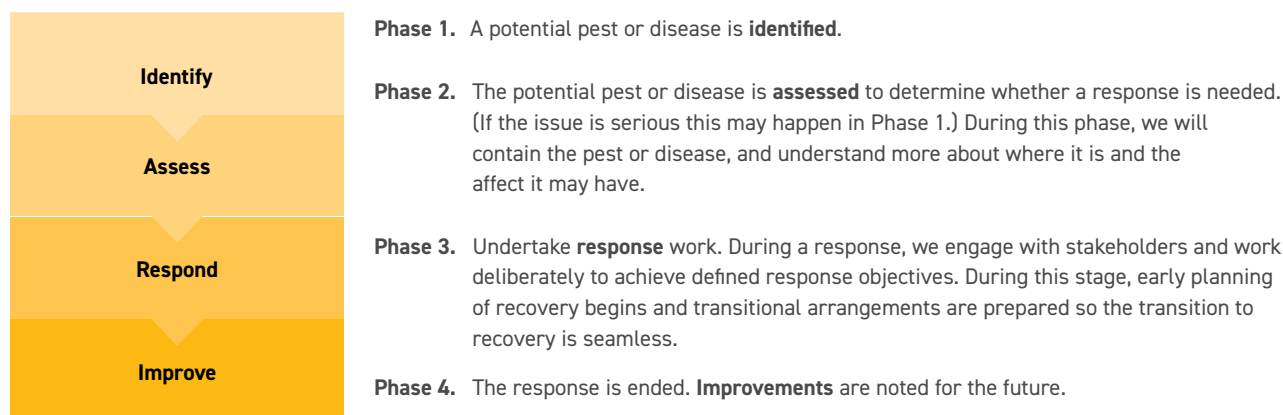 Identify
Assess
Respond
Improve
Phase 1. A potential pest or disease is identified.
Phase 2. The potential pest or disease is assessed to determine whether a response is needed.
(If the issue is serious this may happen in Phase 1.) During this phase, we will
contain the pest or disease, and understand more about where it is and the
affect it may have.
Phase 3. Undertake response work. During a response, we engage with stakeholders and work
deliberately to achieve defined response objectives. During this stage, early planning
of recovery begins and transitional arrangements are prepared so the transition to
recovery is seamless.
Phase 4. The response is ended. Improvements are noted for the future.